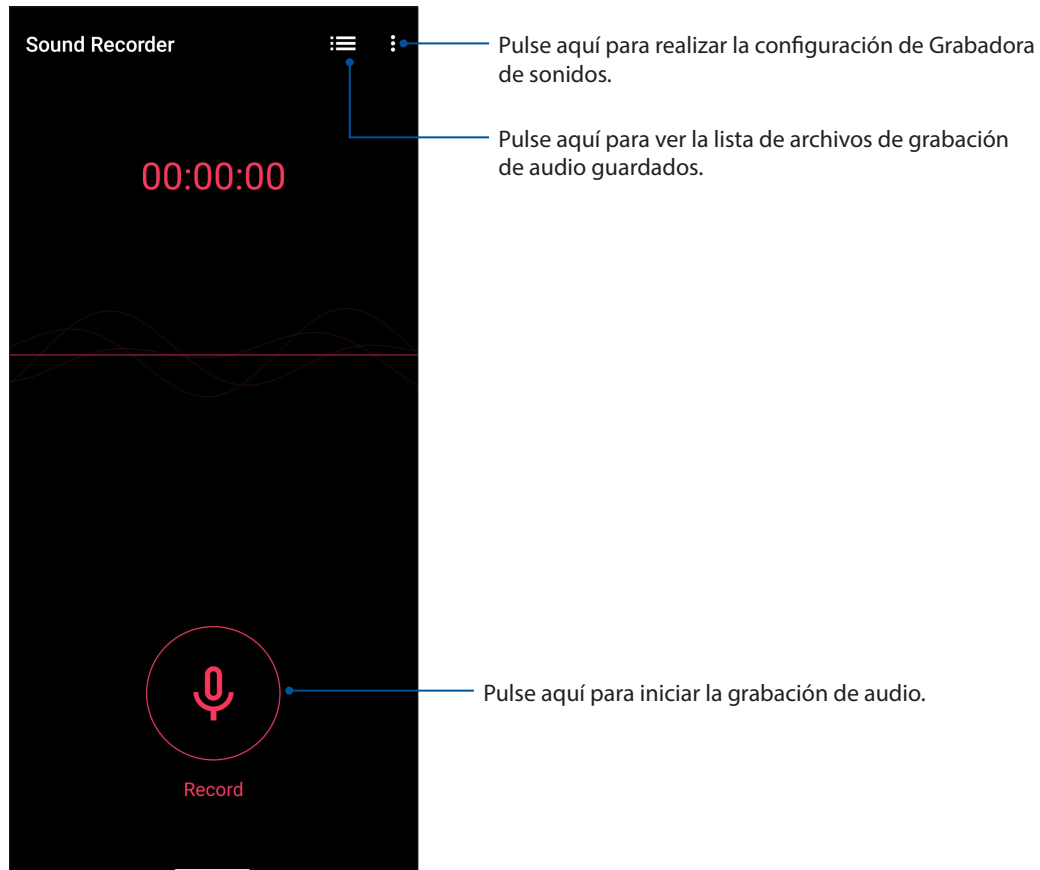 Sound Recorder
Pulse aquí para realizar la configuración de Grabadora
de sonidos.
Pulse aquí para ver la lista de archivos de grabación
de audio guardados.
00:00:00
Pulse aquí para iniciar la grabación de audio.
Record